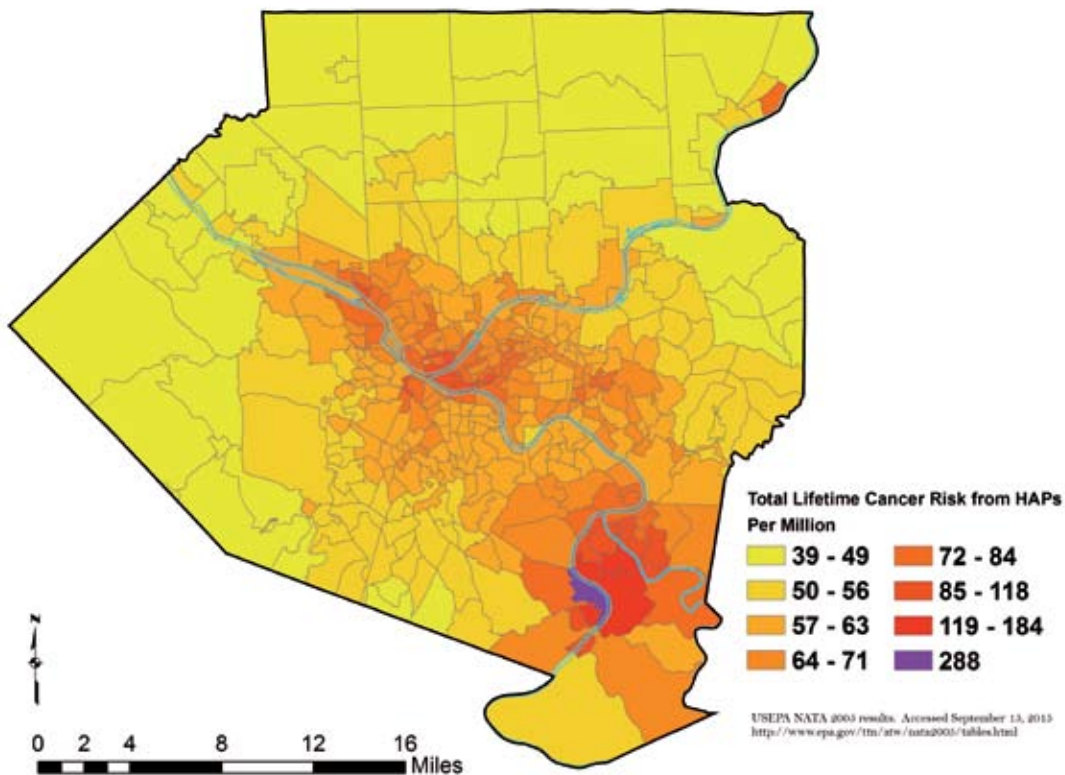 Total Lifetime Cancer Risk from HAPs
Per Million
39 - 49
50 - 56
57 - 63
64 - 71
72 - 84
85 - 118
119 - 184
288
USEPA NATA 2005 results. Accessed September 13, 2013
http://www.epa.gov/ttn/atw/nata2005/tables.html
N
0 2 4 8 12 16
Miles